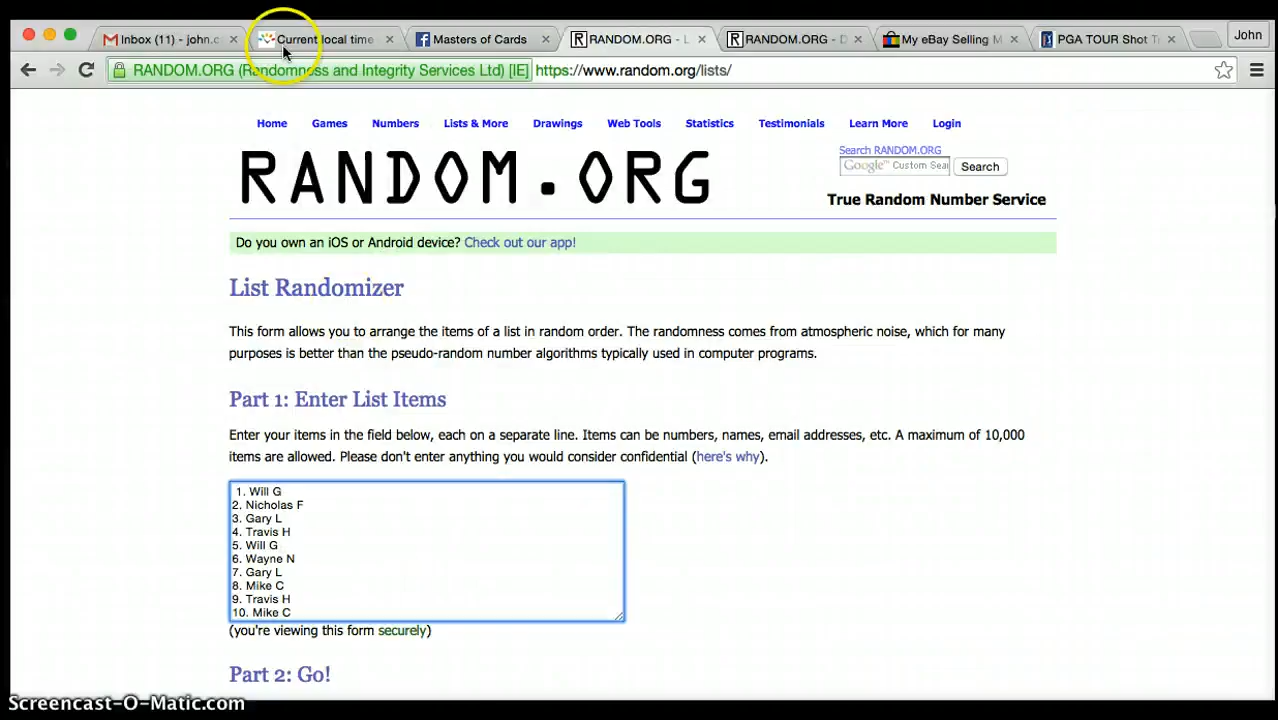 Inbox (11) - john.c
Current local time
Masters of Cards
RANDOM.ORG - L
RANDOM.ORG - D
My eBay Selling M
PGA TOUR Shot T
John
RANDOM.ORG (Randomness and Integrity Services Ltd) [IE] https://www.random.org/lists/
Home Games Numbers Lists & More Drawings Web Tools Statistics Testimonials Learn More Login
RANDOM.ORG
Search RANDOM.ORG
Google™ Custom Sea Search
True Random Number Service
Do you own an iOS or Android device? Check out our app!
List Randomizer
This form allows you to arrange the items of a list in random order. The randomness comes from atmospheric noise, which for many
purposes is better than the pseudo-random number algorithms typically used in computer programs.
Part 1: Enter List Items
Enter your items in the field below, each on a separate line. Items can be numbers, names, email addresses, etc. A maximum of 10,000
items are allowed. Please don't enter anything you would consider confidential (here's why).
1. Will G
2. Nicholas F
3. Gary L
4. Travis H
5. Will G
6. Wayne N
7. Gary L
8. Mike C
9. Travis H
10. Mike C
(you're viewing this form securely)
Part 2: Go!
Screencast-O-Matic.com